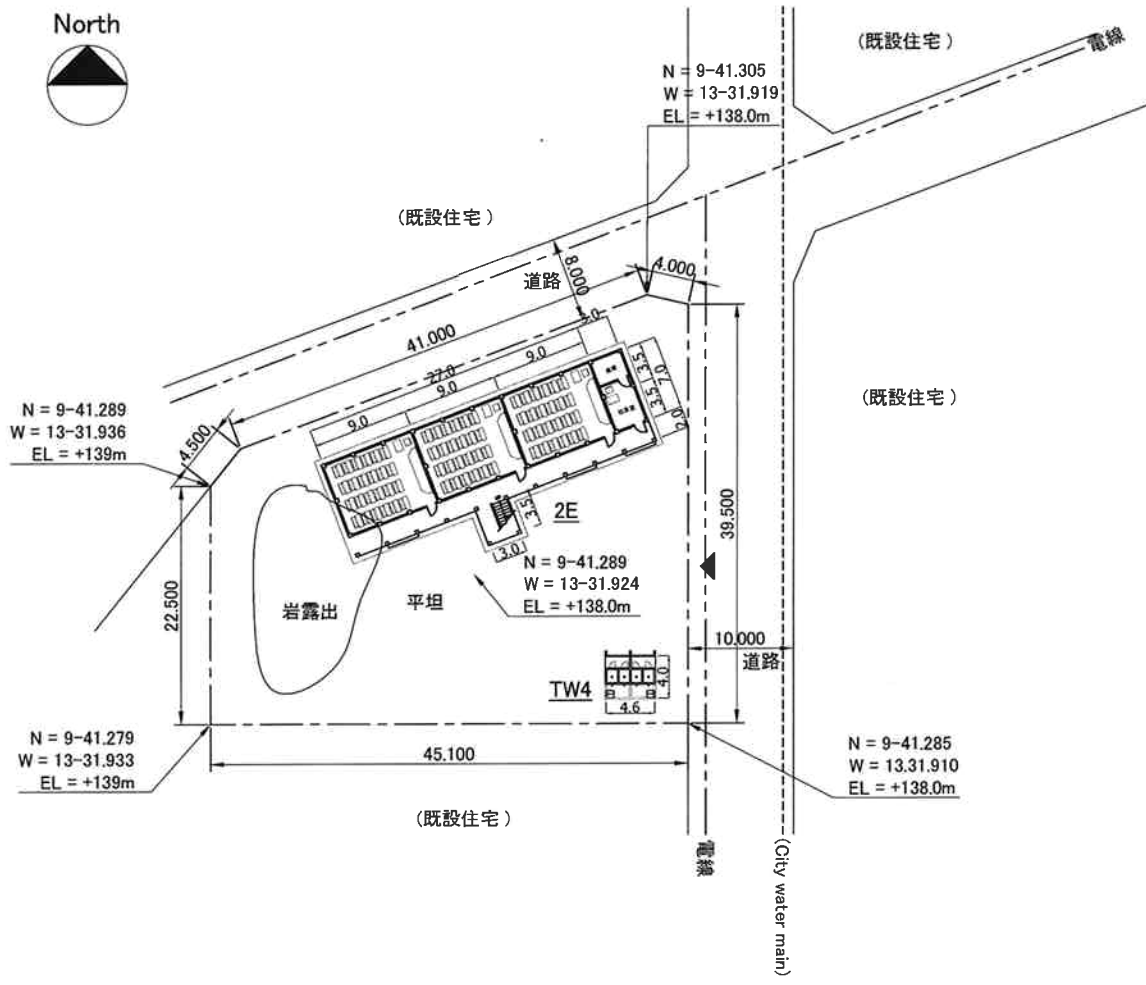 North
(既設住宅)
電線
N = 9-41.305
W = 13-31.919
EL = +138.0m
(既設住宅)
道路
8.000
4.000
41.000
3.0
27.0
9.0
9.0
9.0
3.5
7.0
3.5
2.0
N = 9-41.289
W = 13-31.936
EL = +139m
4.500
(既設住宅)
2E
3.5
3.0
39.500
N = 9-41.289
W = 13-31.924
EL = +138.0m
22.500
岩露出
平坦
10.000
道路
TW4
4.0
4.6
N = 9-41.279
W = 13-31.933
EL = +139m
45.100
N = 9-41.285
W = 13.31.910
EL = +138.0m
(既設住宅)
電線
(City water main)